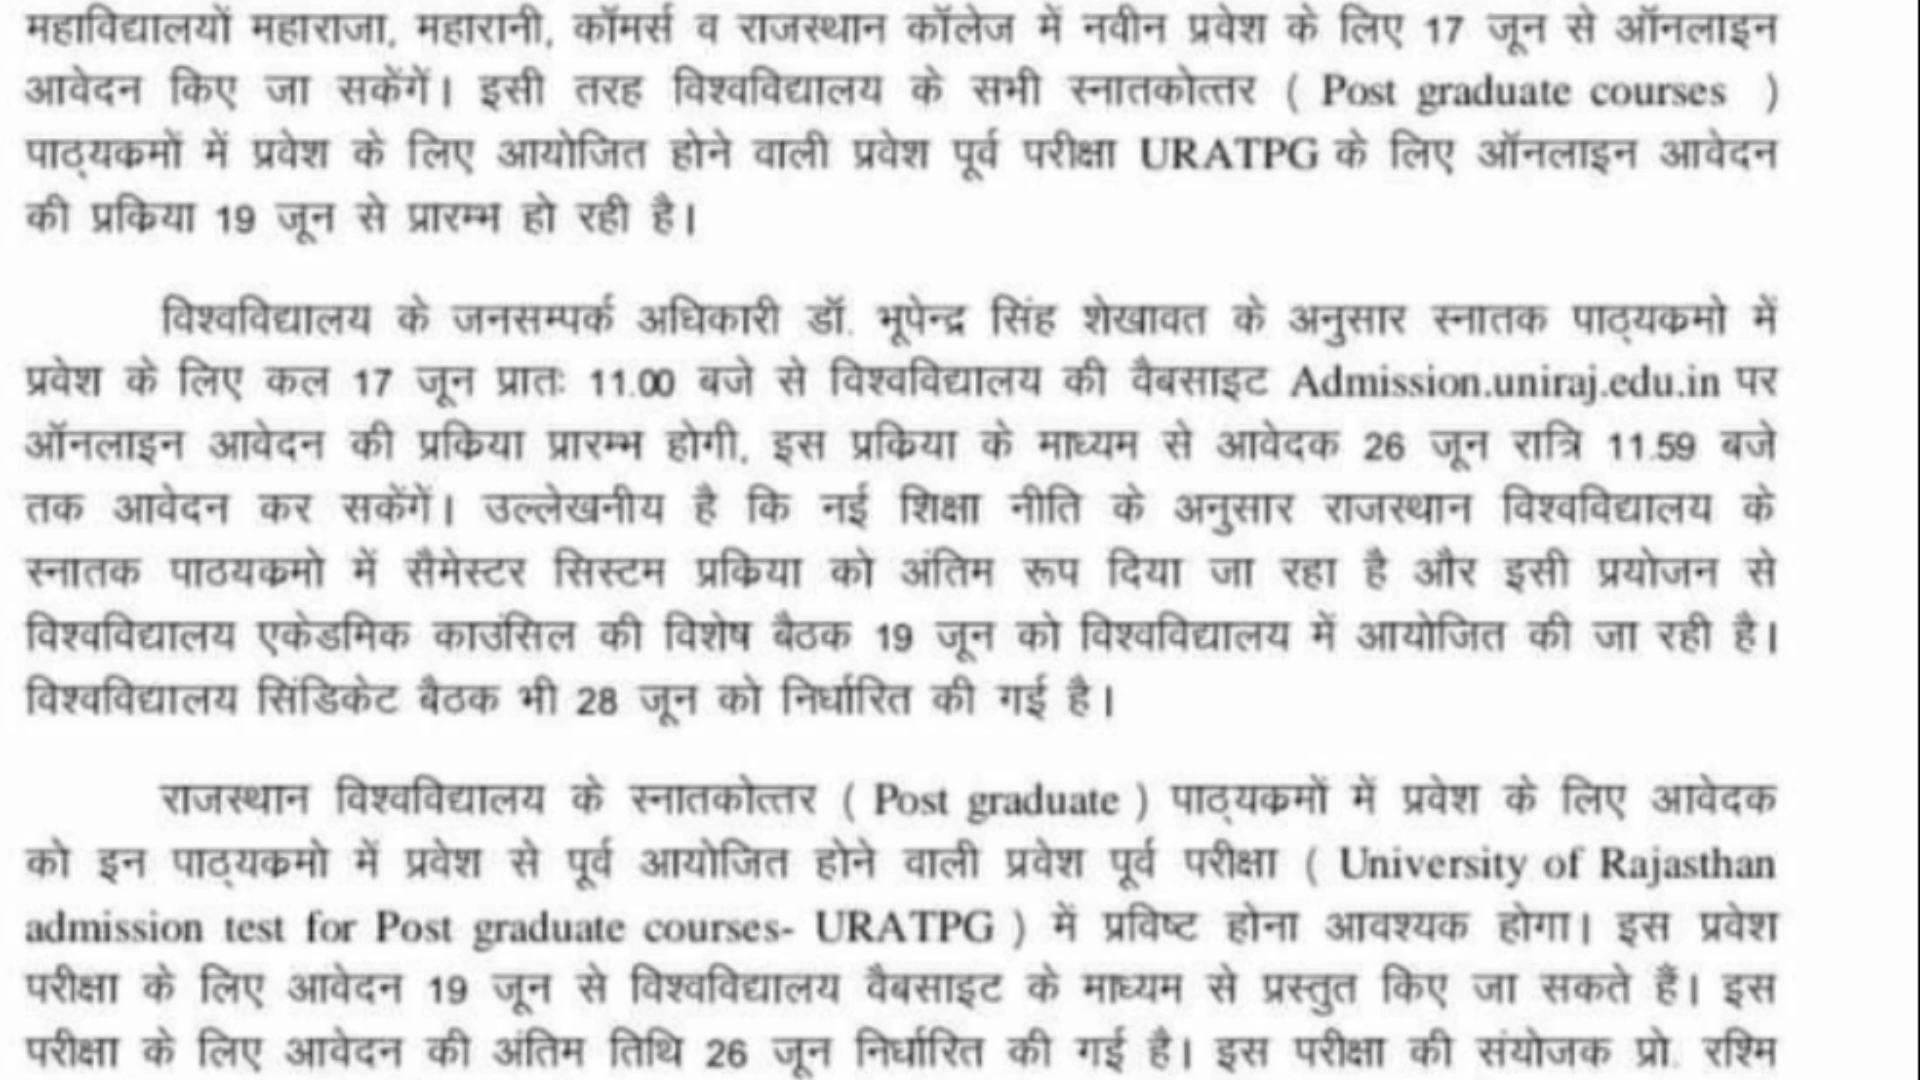 महाविद्यालयों महाराजा, महारानी, कॉमर्स व राजस्थान कॉलेज में नवीन प्रवेश के लिए 17 जून से ऑनलाइन
आवेदन किए जा सकेंगें। इसी तरह विश्वविद्यालय के सभी स्नातकोत्तर ( Post graduate courses )
पाठ्यकमों में प्रवेश के लिए आयोजित होने वाली प्रवेश पूर्व परीक्षा URATPG के लिए ऑनलाइन आवेदन
की प्रकिया 19 जून से प्रारम्भ हो रही है।
विश्वविद्यालय के जनसम्पर्क अधिकारी डॉ. भूपेन्द्र सिंह शेखावत के अनुसार स्नातक पाठ्यकमो में
प्रवेश के लिए कल 17 जून प्रातः 11.00 बजे से विश्वविद्यालय की वैबसाइट Admission.uniraj.edu.in पर
ऑनलाइन आवेदन की प्रकिया प्रारम्भ होगी, इस प्रकिया के माध्यम से आवेदक 26 जून रात्रि 11.59 बजे
तक आवेदन कर सकेंगें। उल्लेखनीय है कि नई शिक्षा नीति के अनुसार राजस्थान विश्वविद्यालय के
स्नातक पाठयकमो में सैमेस्टर सिस्टम प्रकिया को अंतिम रूप दिया जा रहा है और इसी प्रयोजन से
विश्वविद्यालय एकेडमिक काउंसिल की विशेष बैठक 19 जून को विश्वविद्यालय में आयोजित की जा रही है।
विश्वविद्यालय सिंडिकेट बैठक भी 28 जून को निर्धारित की गई है।
राजस्थान विश्वविद्यालय के स्नातकोत्तर ( Post graduate ) पाठ्यकमों में प्रवेश के लिए आवेदक
को इन पाठ्यकमो में प्रवेश से पूर्व आयोजित होने वाली प्रवेश पूर्व परीक्षा ( University of Rajasthan
admission test for Post graduate courses- URATPG ) में प्रविष्ट होना आवश्यक होगा। इस प्रवेश
परीक्षा के लिए आवेदन 19 जून से विश्वविद्यालय वैबसाइट के माध्यम से प्रस्तुत किए जा सकते हैं। इस
परीक्षा के लिए आवेदन की अंतिम तिथि 26 जून निर्धारित की गई है। इस परीक्षा की संयोजक प्रो. रश्मि